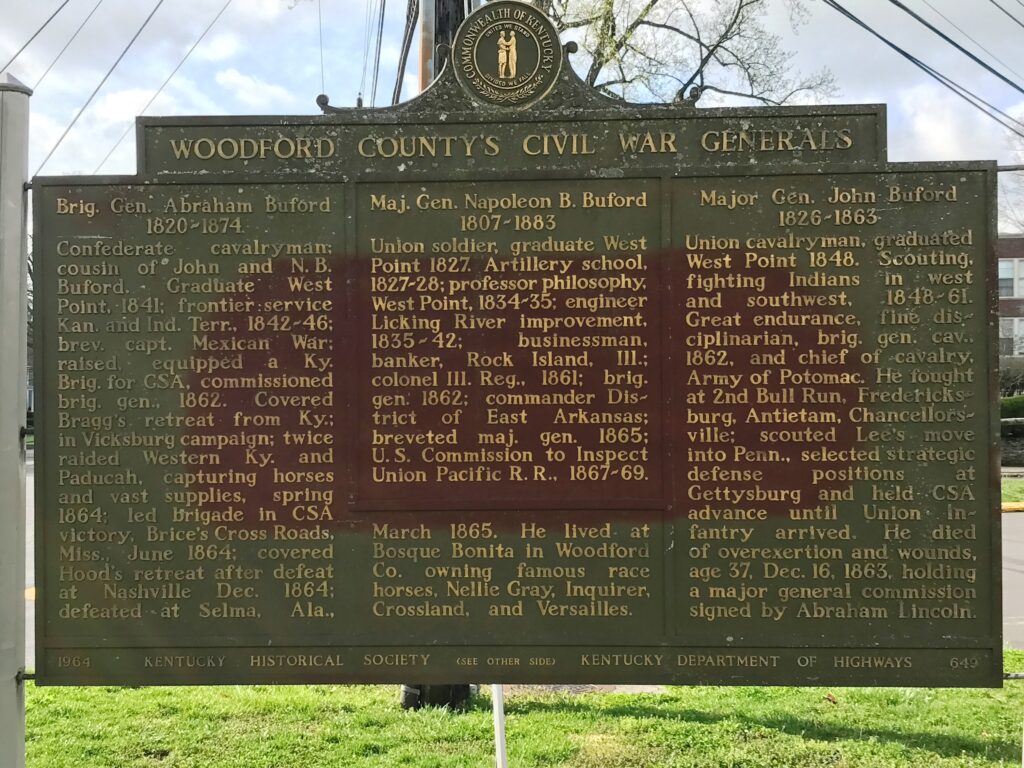 COMMONWEALTH OF KENTUCKY
UNITED WE STAND
DIVIDED WE FALL
WOODFORD COUNTY'S CIVIL WAR GENERALS
Brig. Gen. Abraham Buford
1820-1874
Confederate cavalryman;
cousin of John and N. B.
Buford. Graduate West
Point, 1841; frontier service
Kan. and Ind. Terr., 1842-46;
brev. capt. Mexican War;
raised, equipped a Ky.
Brig. for CSA, commissioned
brig. gen., 1862. Covered
Bragg's retreat from Ky.;
in Vicksburg campaign; twice
raided Western Ky. and
Paducah, capturing horses
and vast supplies, spring
1864; led brigade in CSA
victory, Brice's Cross Roads,
Miss., June 1864; covered
Hood's retreat after defeat
at Nashville Dec. 1864;
defeated at Selma, Ala.,
Maj. Gen. Napoleon B. Buford
1807-1883
Union soldier, graduate West
Point 1827. Artillery school,
1827-28; professor philosophy,
West Point, 1834-35; engineer
Licking River improvement,
1835-42; businessman,
banker, Rock Island, Ill.;
colonel Ill. Reg., 1861; brig.
gen. 1862; commander Dis-
trict of East Arkansas;
breveted maj. gen. 1865;
U.S. Commission to Inspect
Union Pacific R. R., 1867-69.
March 1865. He lived at
Bosque Bonita in Woodford
Co. owning famous race
horses, Nellie Gray, Inquirer,
Crossland, and Versailles.
Major Gen. John Buford
1826-1863
Union cavalryman, graduated
West Point 1848. Scouting,
fighting Indians in west
and southwest, 1848-61.
Great endurance, fine dis-
ciplinarian, brig. gen. cav.,
1862, and chief of cavalry,
Army of Potomac. He fought
at 2nd Bull Run, Fredericks-
burg, Antietam, Chancellors-
ville; scouted Lee's move
into Penn., selected strategic
defense positions at
Gettysburg and held CSA
advance until Union in-
fantry arrived. He died
of overexertion and wounds,
age 37, Dec. 16, 1863, holding
a major general commission
signed by Abraham Lincoln.
1964 KENTUCKY HISTORICAL SOCIETY (SEE OTHER SIDE) KENTUCKY DEPARTMENT OF HIGHWAYS 649